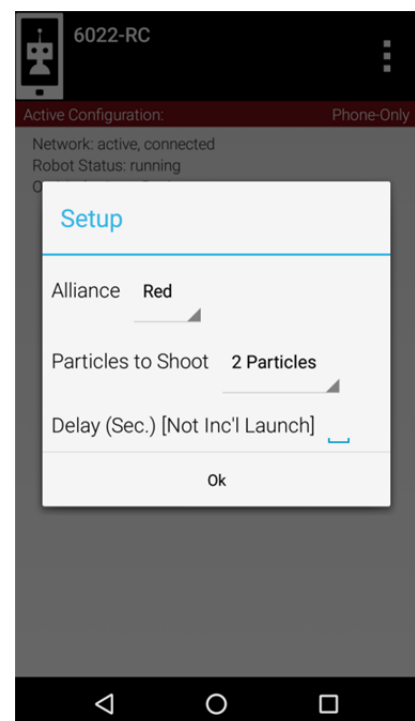 6022-RC
Active Configuration: Phone-Only
Network: active, connected
Robot Status: running
Setup
Alliance Red
Particles to Shoot 2 Particles
Delay (Sec.) [Not Inc'l Launch]
Ok